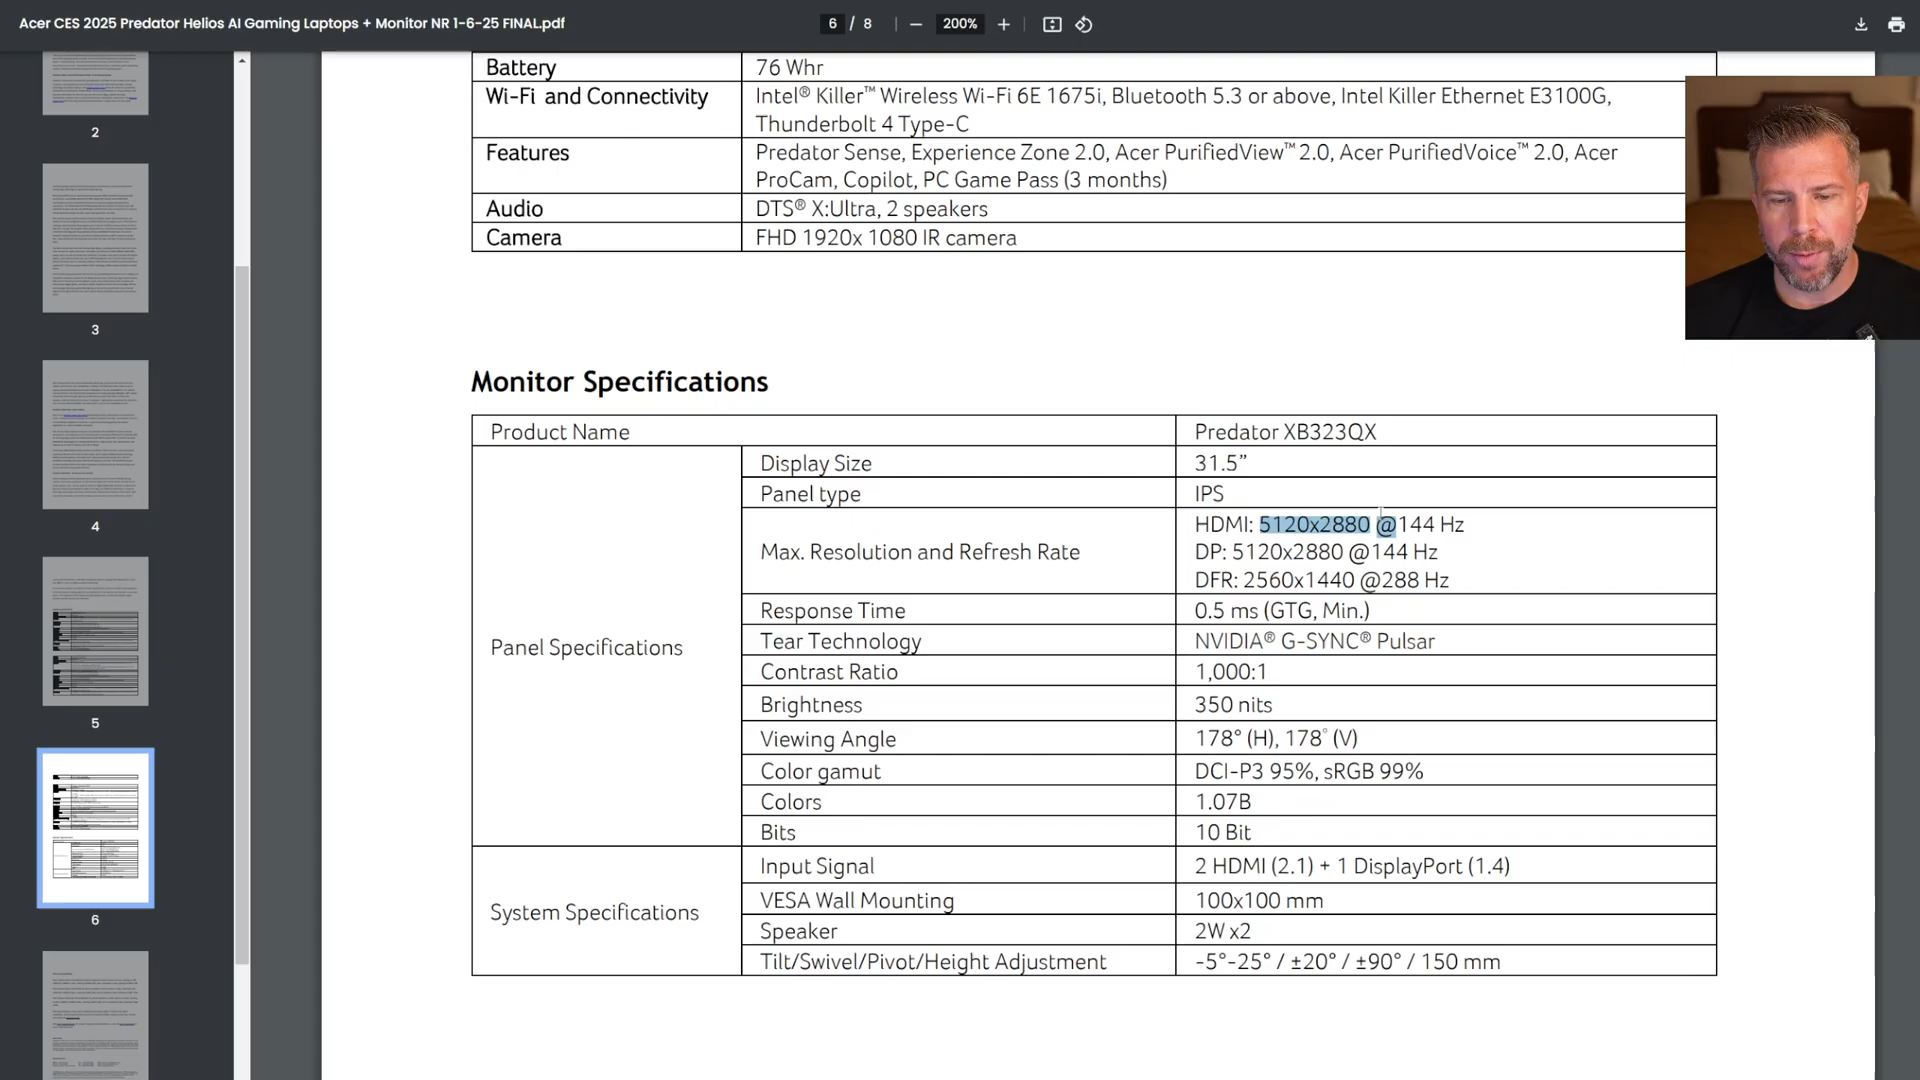 Acer CES 2025 Predator Helios AI Gaming Laptops + Monitor NR 1-6-25 FINAL.pdf
6 / 8
200%
2
3
4
5
6
Battery
76 Whr
Wi-Fi and Connectivity
Intel® Killer™ Wireless Wi-Fi 6E 1675i, Bluetooth 5.3 or above, Intel Killer Ethernet E3100G,
Thunderbolt 4 Type-C
Features
Predator Sense, Experience Zone 2.0, Acer PurifiedView™ 2.0, Acer PurifiedVoice™ 2.0, Acer
ProCam, Copilot, PC Game Pass (3 months)
Audio
DTS® X:Ultra, 2 speakers
Camera
FHD 1920x 1080 IR camera
Monitor Specifications
Product Name
Predator XB323QX
Panel Specifications
Display Size
31.5”
Panel type
IPS
Max. Resolution and Refresh Rate
HDMI: 5120x2880 @144 Hz
DP: 5120x2880 @144 Hz
DFR: 2560x1440 @288 Hz
Response Time
0.5 ms (GTG, Min.)
Tear Technology
NVIDIA® G-SYNC® Pulsar
Contrast Ratio
1,000:1
Brightness
350 nits
Viewing Angle
178° (H), 178° (V)
Color gamut
DCI-P3 95%, sRGB 99%
Colors
1.07B
Bits
10 Bit
System Specifications
Input Signal
2 HDMI (2.1) + 1 DisplayPort (1.4)
VESA Wall Mounting
100x100 mm
Speaker
2W x2
Tilt/Swivel/Pivot/Height Adjustment
-5°-25° / ±20° / ±90° / 150 mm